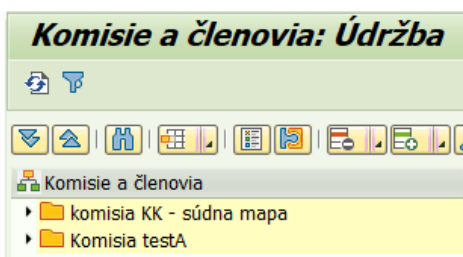 Komisie a členovia: Údržba
Komisie a členovia
komisia KK - súdna mapa
Komisia testA